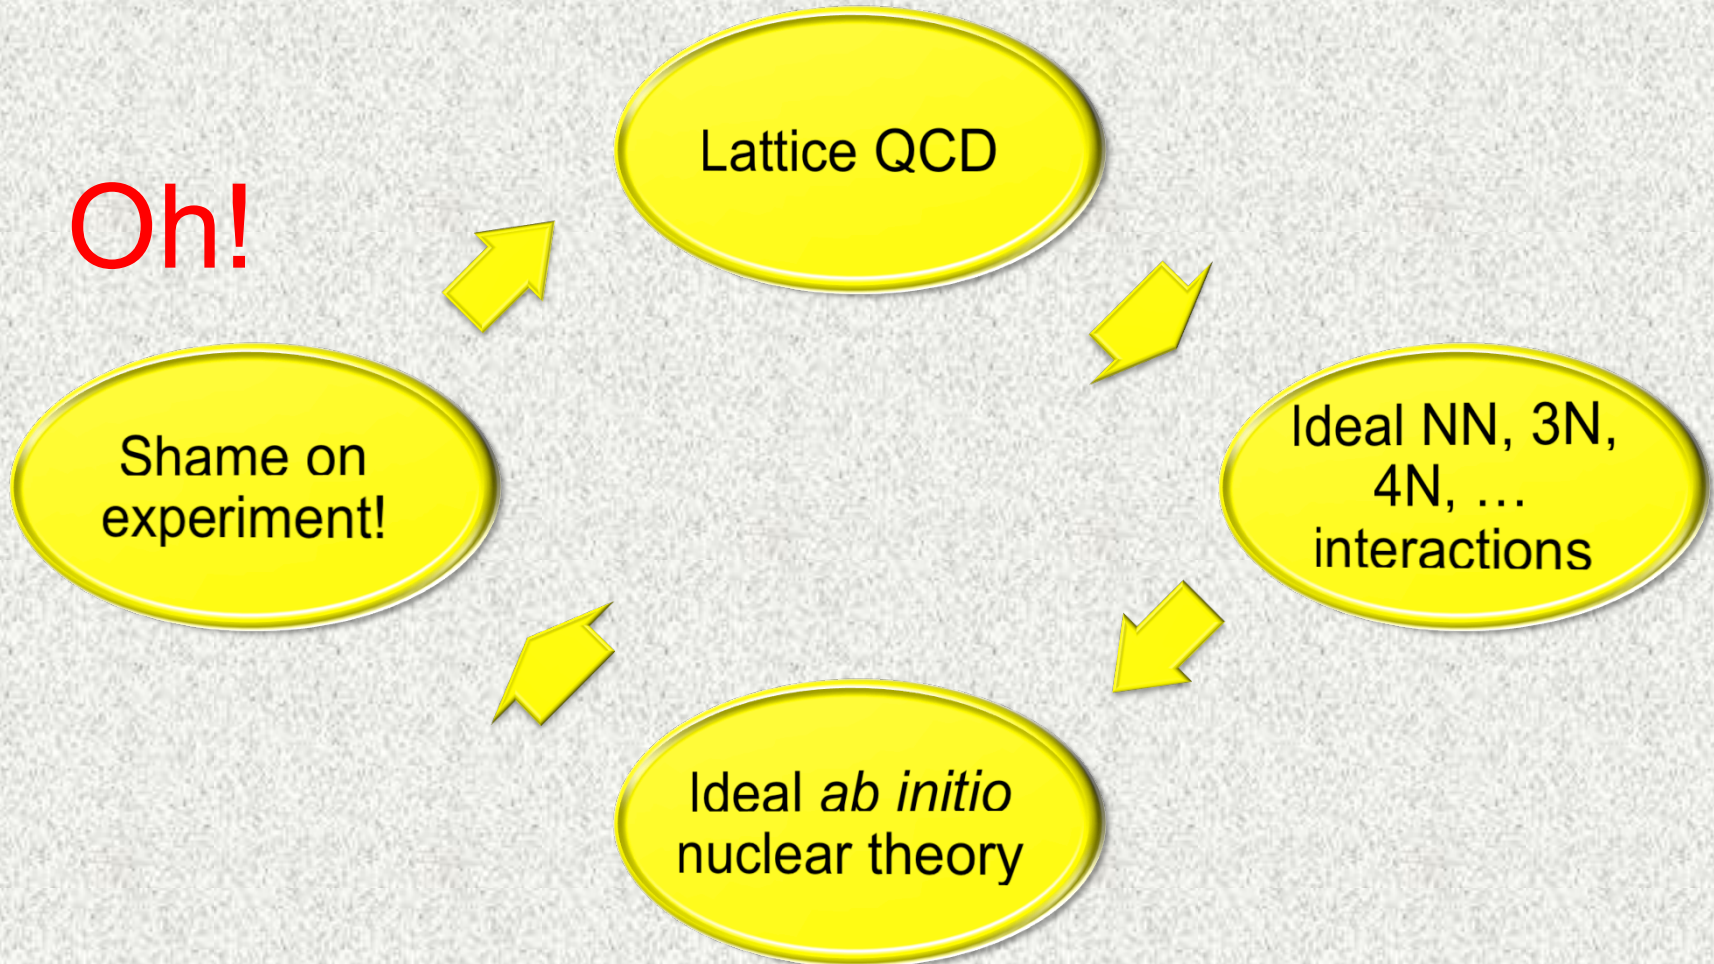 Lattice QCD
Oh!
Ideal NN, 3N,
4N, …
interactions
Shame on
experiment!
Ideal ab initio
nuclear theory